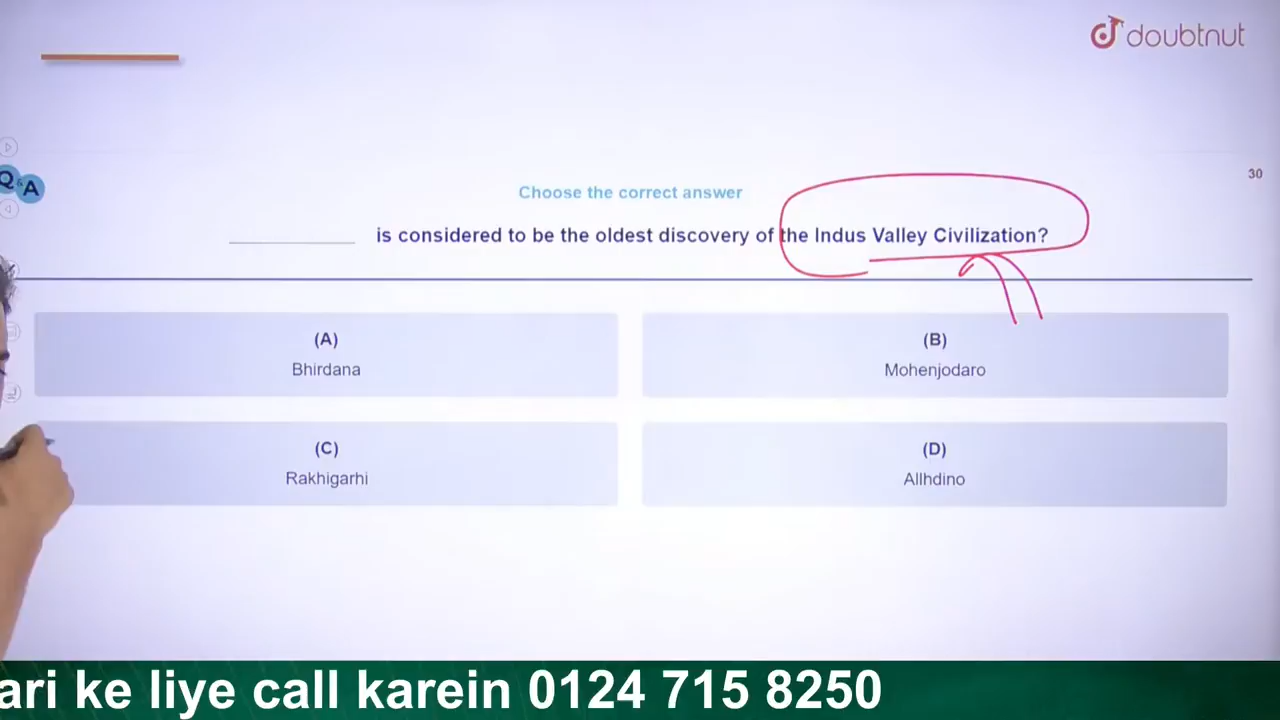 doubtnut
30
Q & A
Choose the correct answer
____________ is considered to be the oldest discovery of the Indus Valley Civilization?
(A)
Bhirdana
(B)
Mohenjodaro
(C)
Rakhigarhi
(D)
Allhdino
ari ke liye call karein 0124 715 8250